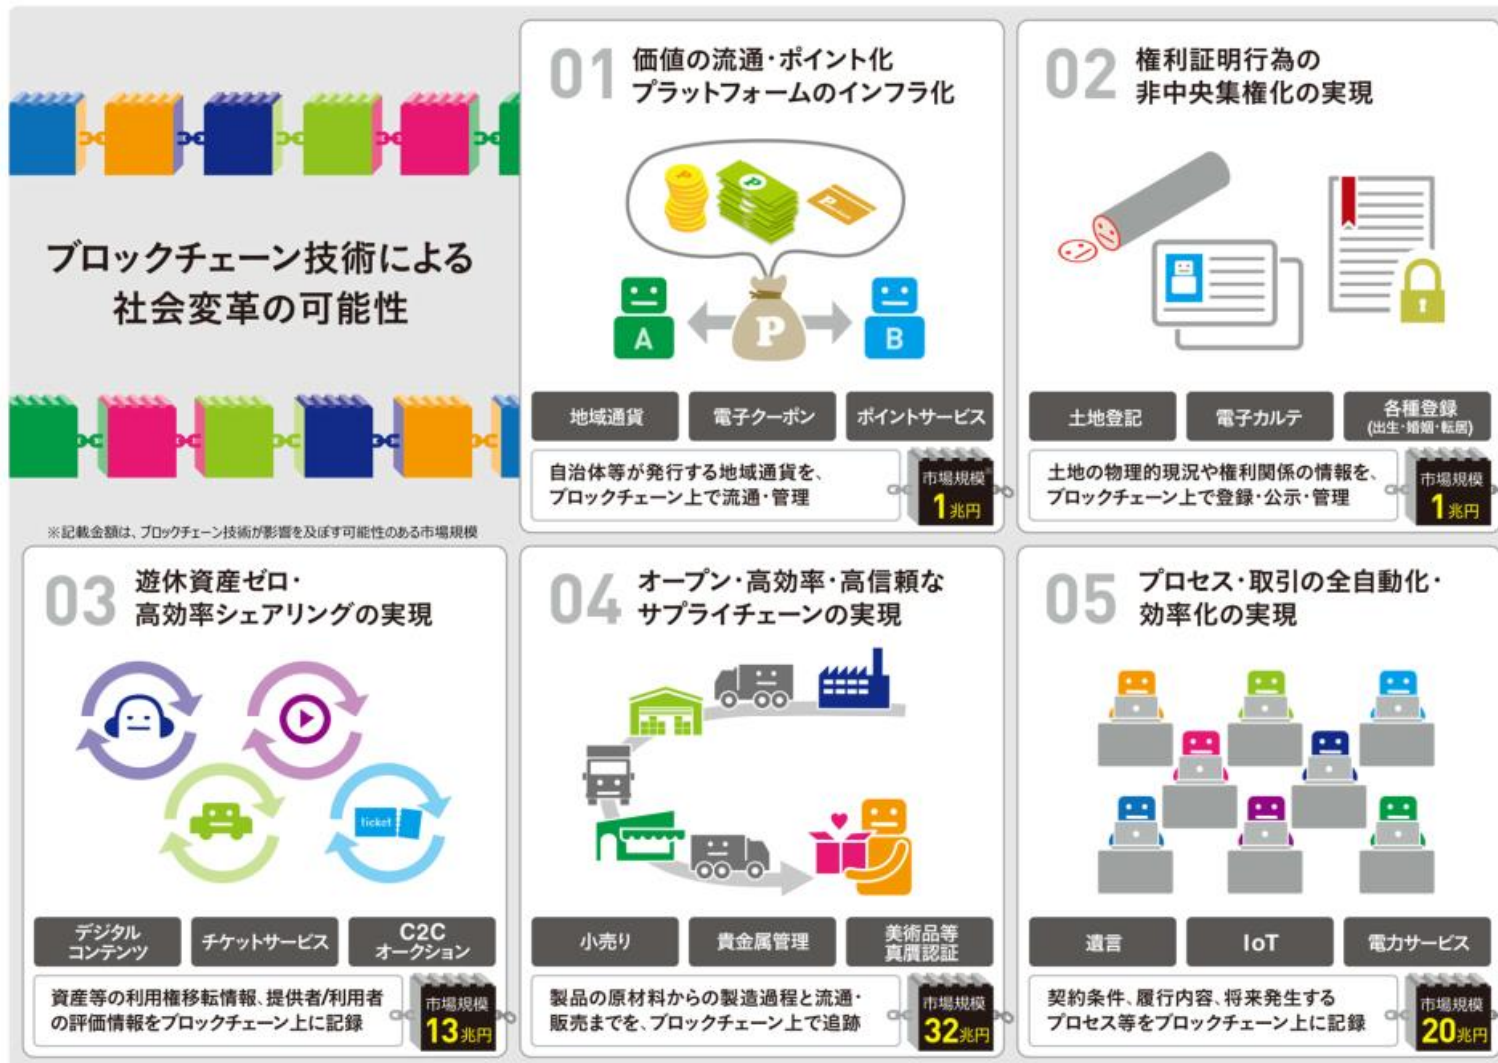 ブロックチェーン技術による
社会変革の可能性
※記載金額は、ブロックチェーン技術が影響を及ぼす可能性のある市場規模
01
価値の流通・ポイント化
プラットフォームのインフラ化
P
A
P
B
地域通貨
電子クーポン
ポイントサービス
自治体等が発行する地域通貨を、
ブロックチェーン上で流通・管理
市場規模※
1兆円
02
権利証明行為の
非中央集権化の実現
土地登記
電子カルテ
各種登録
(出生・婚姻・転居)
土地の物理的現況や権利関係の情報を、
ブロックチェーン上で登録・公示・管理
市場規模
1兆円
03
遊休資産ゼロ・
高効率シェアリングの実現
ticket
デジタル
コンテンツ
チケットサービス
C2C
オークション
資産等の利用権移転情報、提供者/利用者
の評価情報をブロックチェーン上に記録
市場規模
13兆円
04
オープン・高効率・高信頼な
サプライチェーンの実現
小売り
貴金属管理
美術品等
真贋認証
製品の原材料からの製造過程と流通・
販売までを、ブロックチェーン上で追跡
市場規模
32兆円
05
プロセス・取引の全自動化・
効率化の実現
遺言
IoT
電力サービス
契約条件、履行内容、将来発生する
プロセス等をブロックチェーン上に記録
市場規模
20兆円